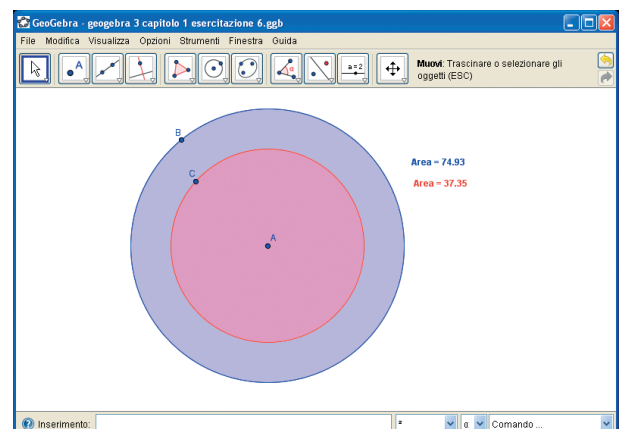 GeoGebra - geogebra 3 capitolo 1 esercitazione 6.ggb
File Modifica Visualizza Opzioni Strumenti Finestra Guida
A
α
a=2
Muovi: Trascinare o selezionare gli
oggetti (ESC)
B
Area = 74.93
C
Area = 37.35
A
Inserimento:
²
α
Comando ...